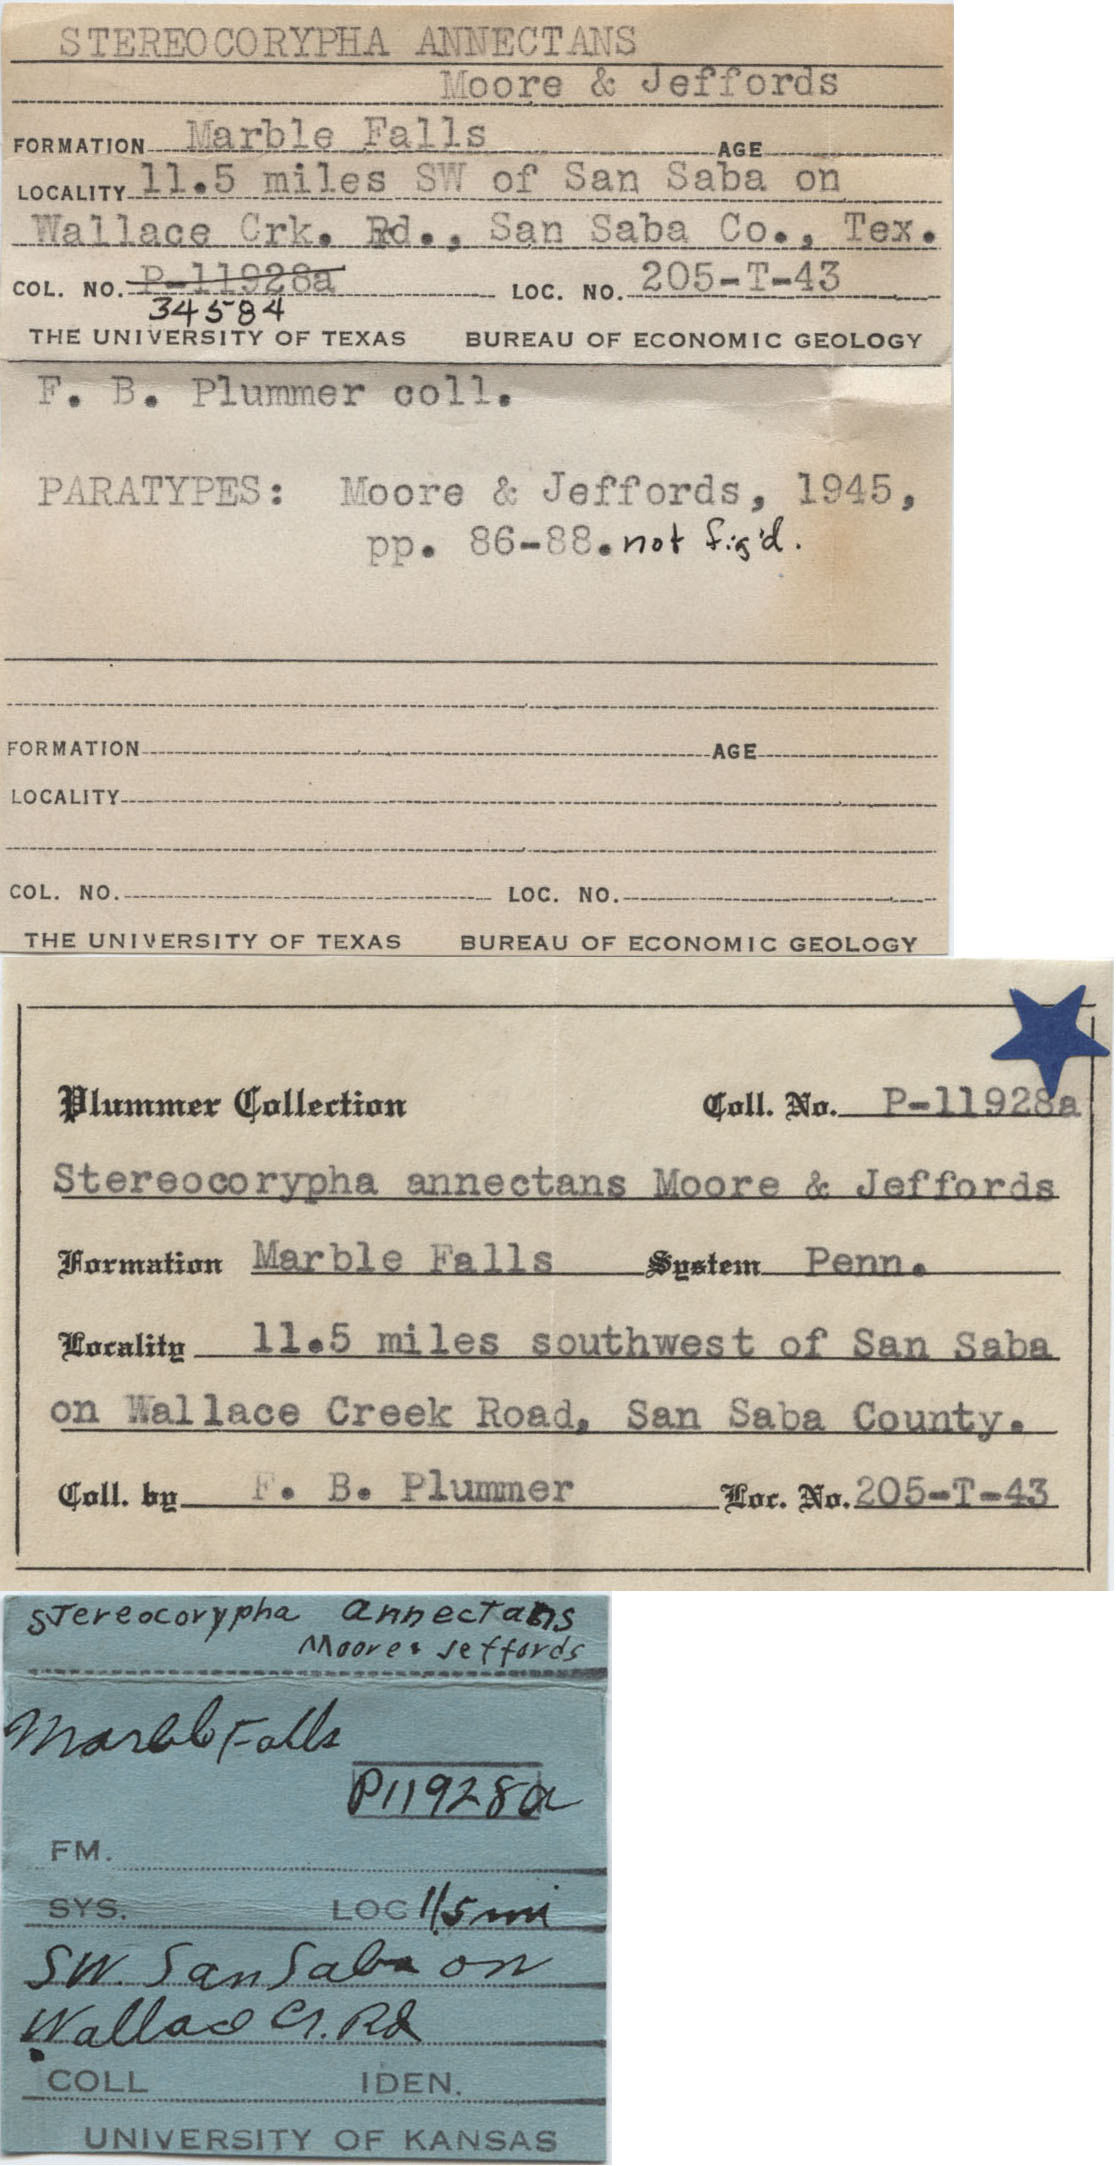 STEREOCORYPHA ANNECTANS
Moore & Jeffords
FORMATION Marble Falls AGE
LOCALITY 11.5 miles SW of San Saba on
Wallace Crk. Rd., San Saba Co., Tex.
COL. NO. P-11928a LOC. NO. 205-T-43
34584
THE UNIVERSITY OF TEXAS BUREAU OF ECONOMIC GEOLOGY
F. B. Plummer coll.
PARATYPES: Moore & Jeffords, 1945,
pp. 86-88. not fig'd.
FORMATION AGE
LOCALITY
COL. NO. LOC. NO.
THE UNIVERSITY OF TEXAS BUREAU OF ECONOMIC GEOLOGY
Plummer Collection Coll. No. P-11928a
Stereocorypha annectans Moore & Jeffords
Formation Marble Falls System Penn.
Locality 11.5 miles southwest of San Saba
on Wallace Creek Road, San Saba County.
Coll. by F. B. Plummer Loc. No. 205-T-43
Stereocorypha annectans
Moore & Jeffords
Marble Falls
P11928a
FM.
SYS. LOC 11.5 mi
SW. San Saba on
Wallace Cr. Rd
COLL IDEN.
UNIVERSITY OF KANSAS